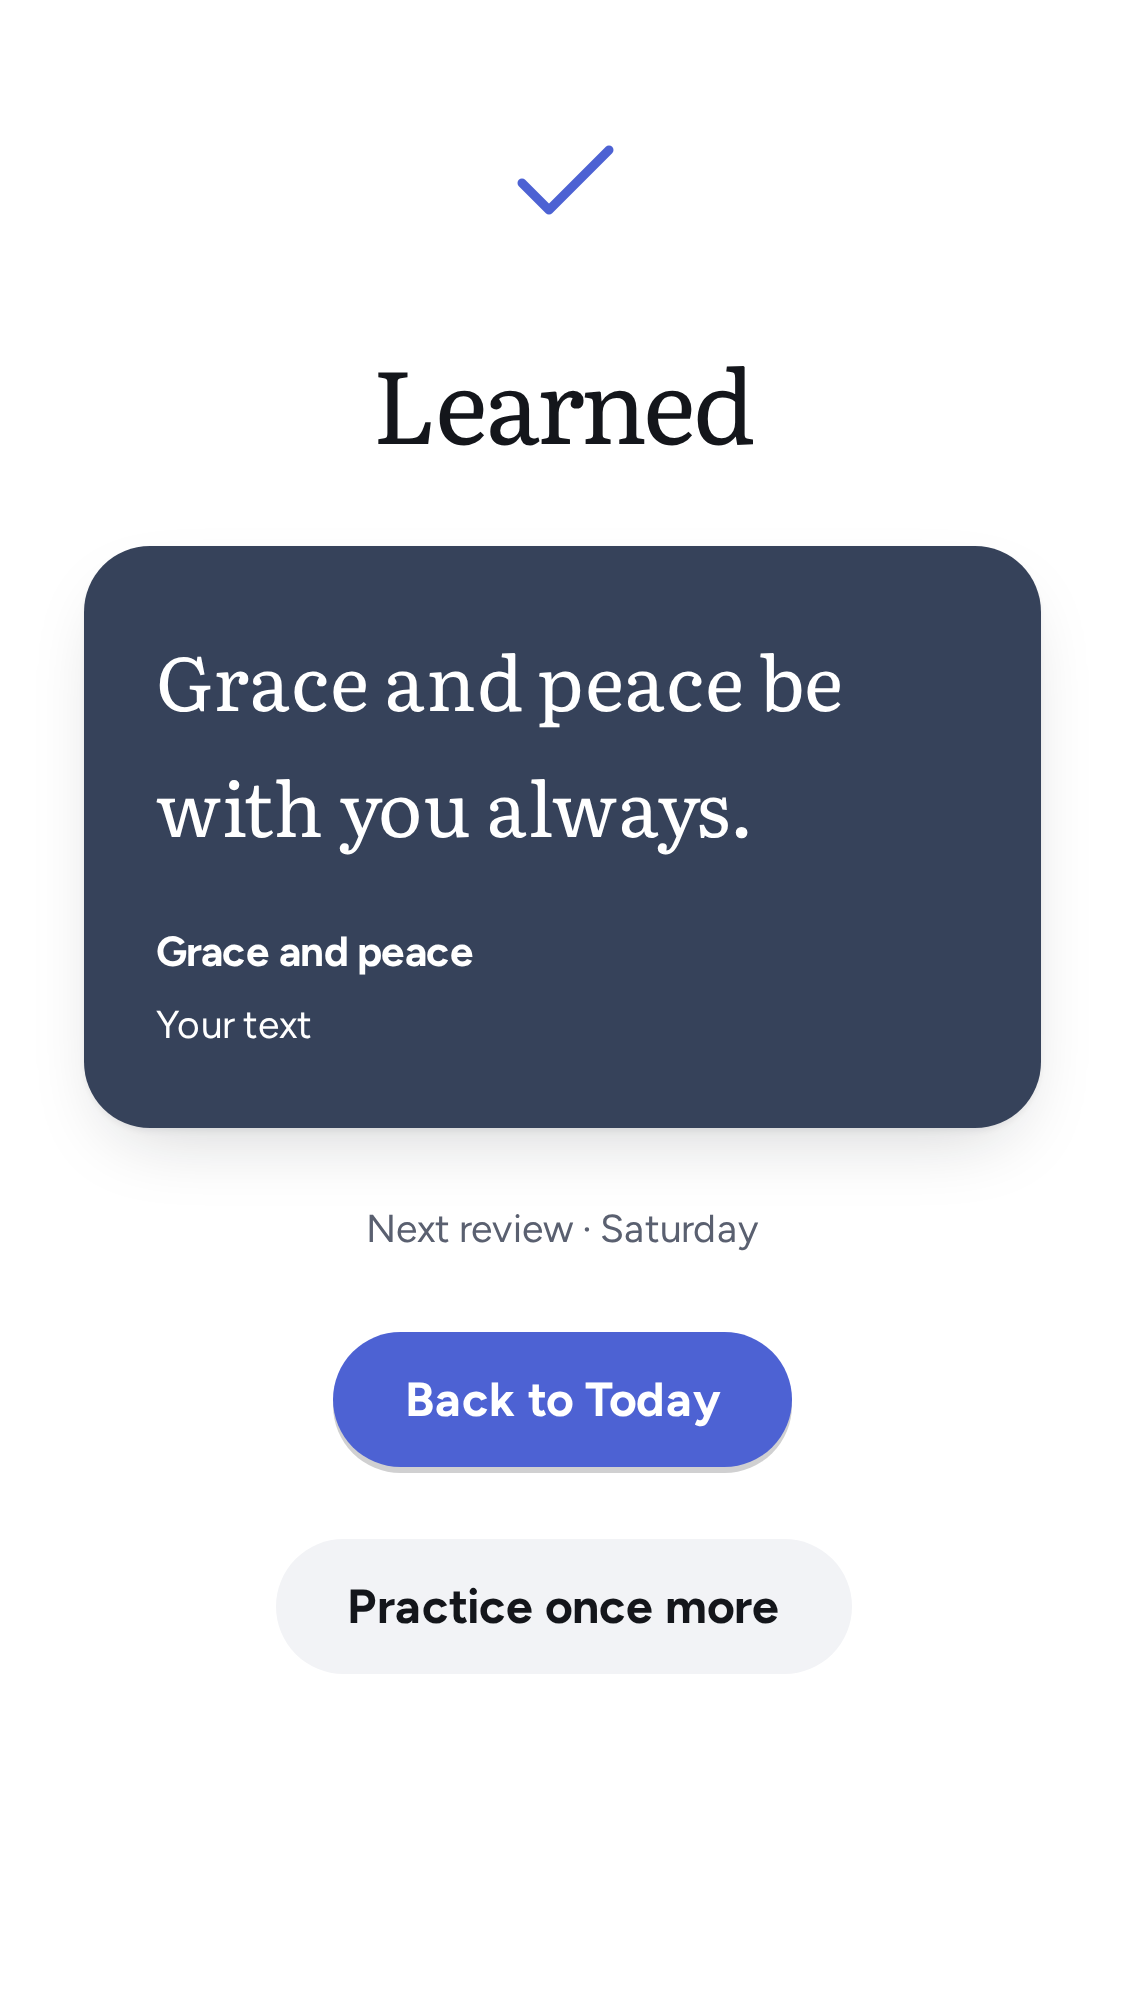 Learned
Grace and peace be
with you always.
Grace and peace
Your text
Next review · Saturday
Back to Today
Practice once more